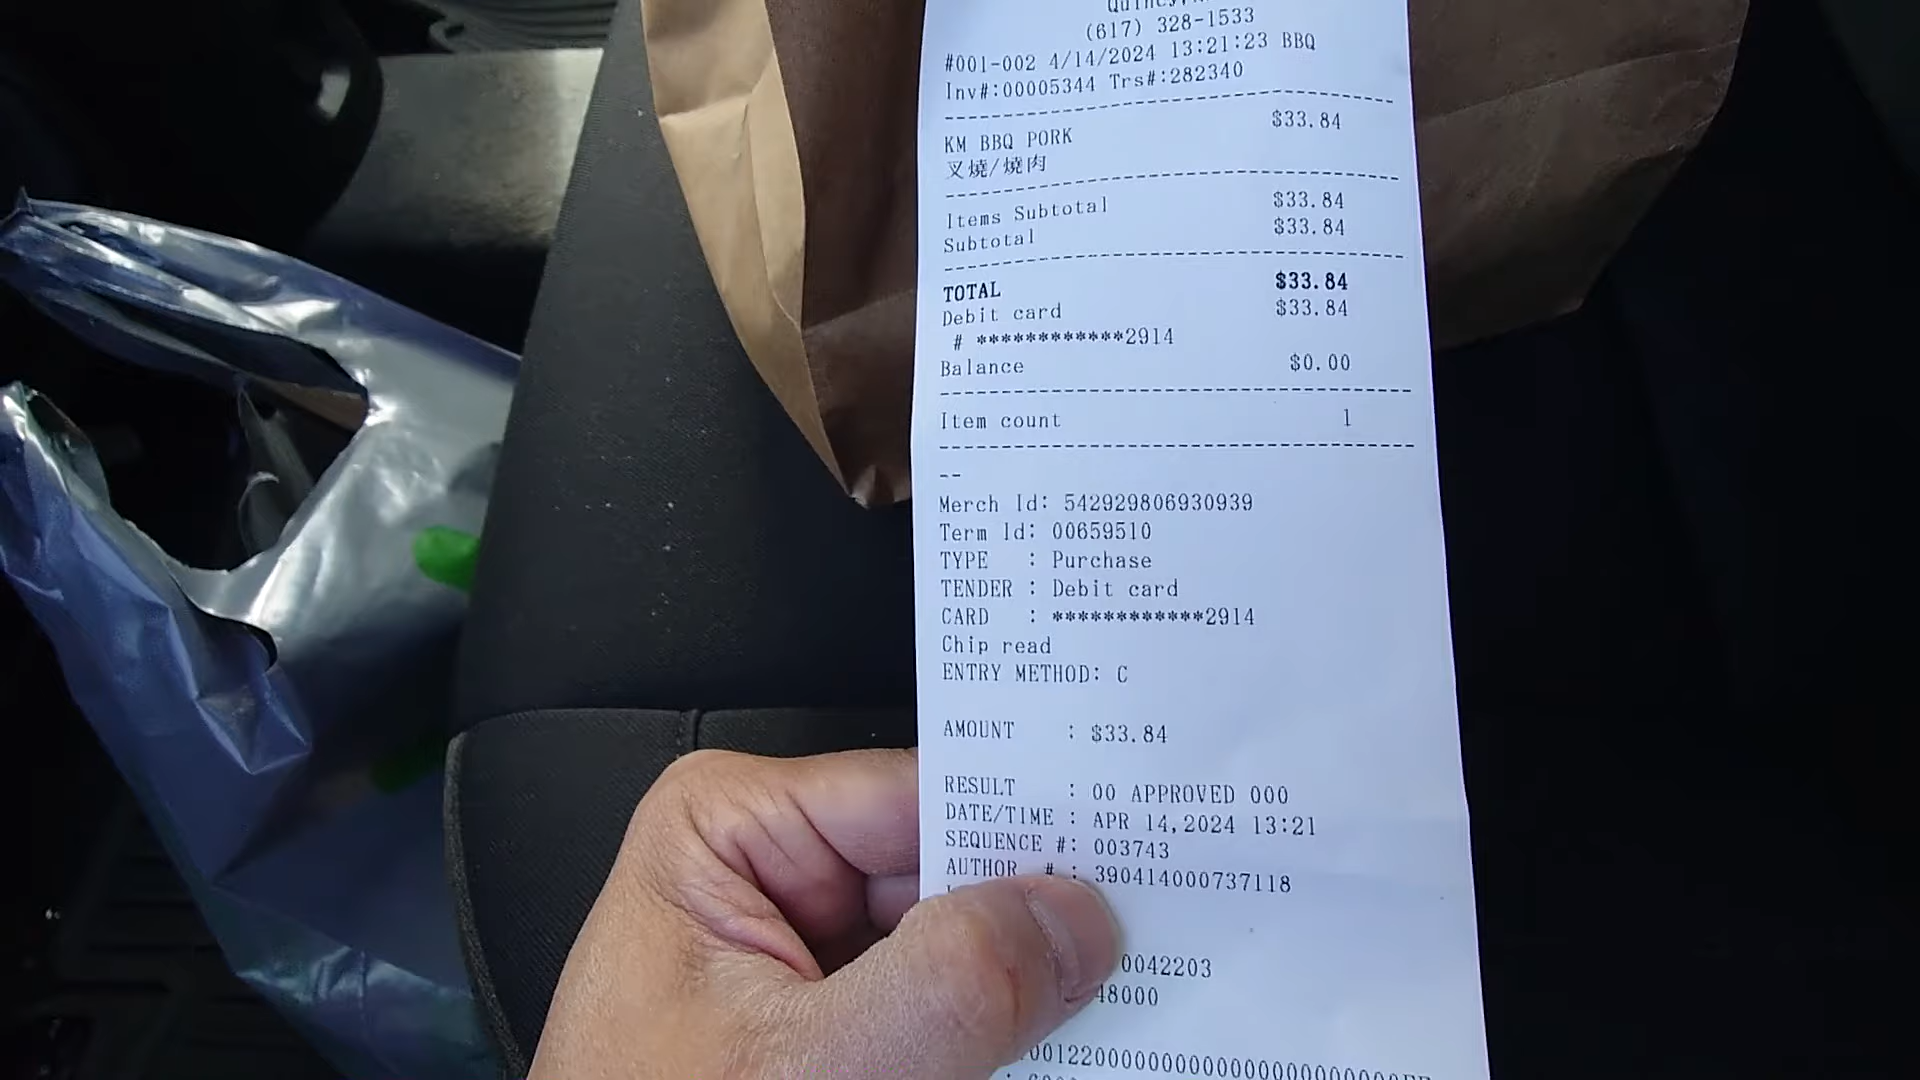 (617) 328-1533
#001-002 4/14/2024 13:21:23 BBQ
Inv#:00005344 Trs#:282340
KM BBQ PORK $33.84
叉燒/燒肉
Items Subtotal $33.84
Subtotal $33.84
TOTAL $33.84
Debit card $33.84
# ************2914
Balance $0.00
Item count 1
--
Merch Id: 542929806930939
Term Id: 00659510
TYPE : Purchase
TENDER : Debit card
CARD : ************2914
Chip read
ENTRY METHOD: C
AMOUNT : $33.84
RESULT : 00 APPROVED 000
DATE/TIME : APR 14,2024 13:21
SEQUENCE #: 003743
AUTHOR #: 390414000737118
0042203
48000